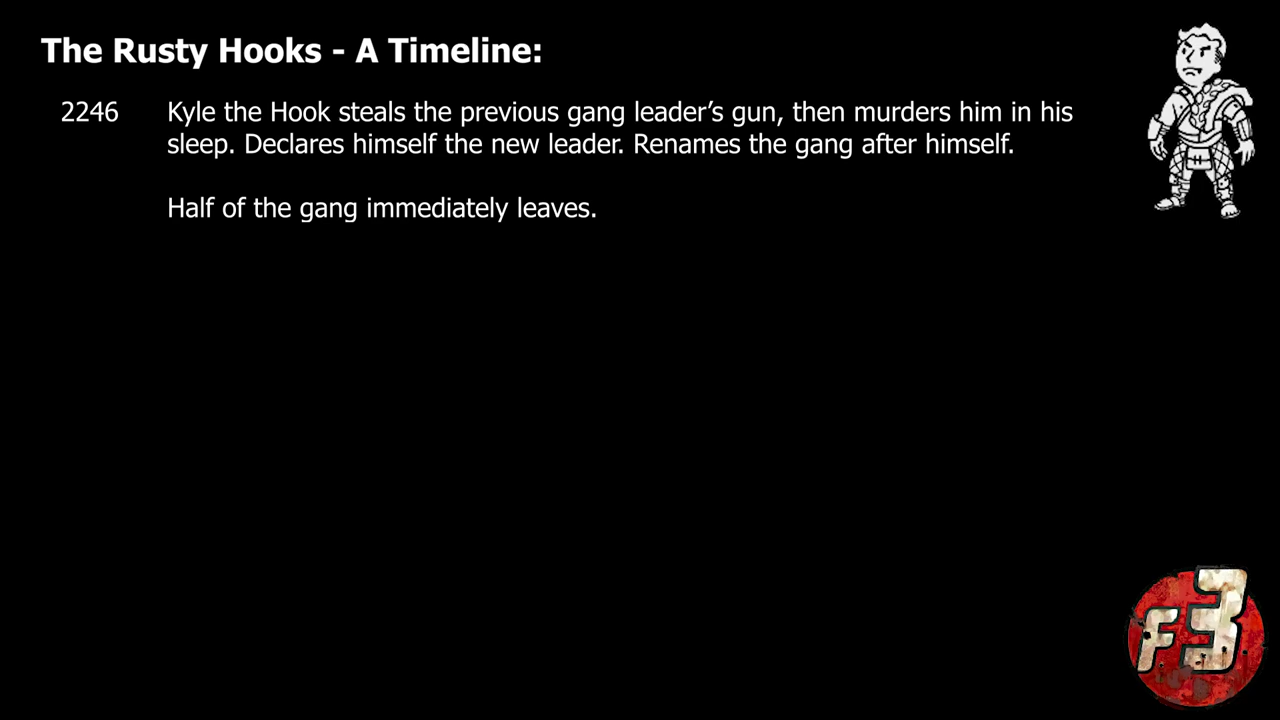 The Rusty Hooks - A Timeline:
2246 Kyle the Hook steals the previous gang leader’s gun, then murders him in his
sleep. Declares himself the new leader. Renames the gang after himself.
Half of the gang immediately leaves.
F3